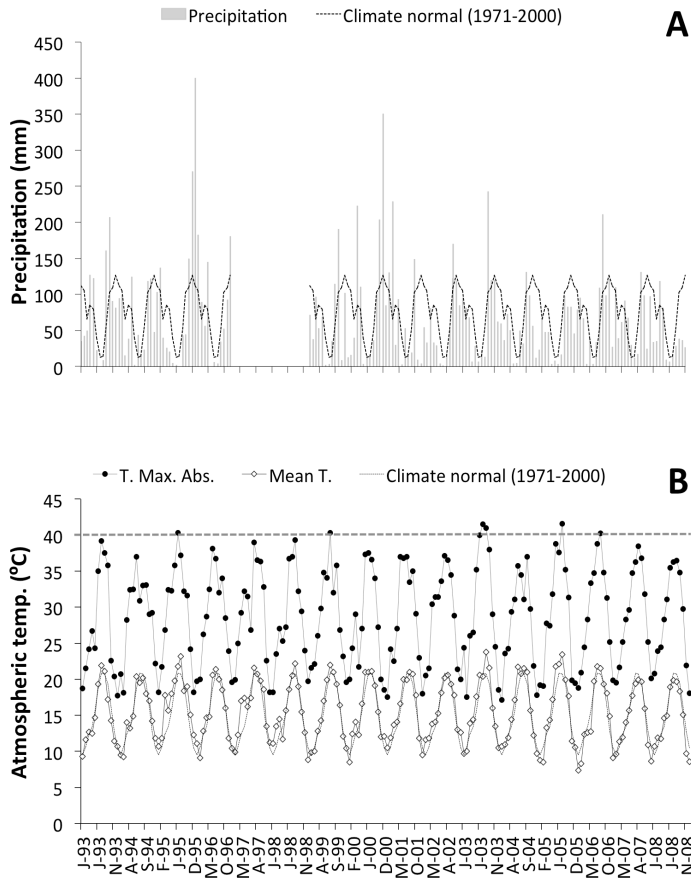 Precipitation Climate normal (1971-2000) A
Precipitation (mm)
450
400
350
300
250
200
150
100
50
0
T. Max. Abs. Mean T. Climate normal (1971-2000) B
Atmospheric temp. (ºC)
45
40
35
30
25
20
15
10
5
0
J-93
J-93
N-93
A-94
S-94
F-95
J-95
D-95
M-96
O-96
M-97
A-97
J-98
J-98
N-98
A-99
S-99
F-00
J-00
D-00
M-01
O-01
M-02
A-02
J-03
J-03
N-03
A-04
S-04
F-05
J-05
D-05
M-06
O-06
M-07
A-07
J-08
J-08
N-08